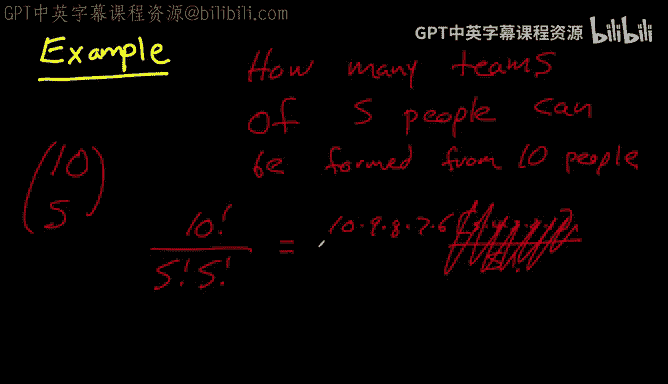 GPT中英字幕课程资源@bilibili.com
GPT中英字幕课程资源 bilibili
Example
How many teams
of 5 people can
be formed from 10 people
(10
5)
10!
5!5!
=
10·9·8·7·6